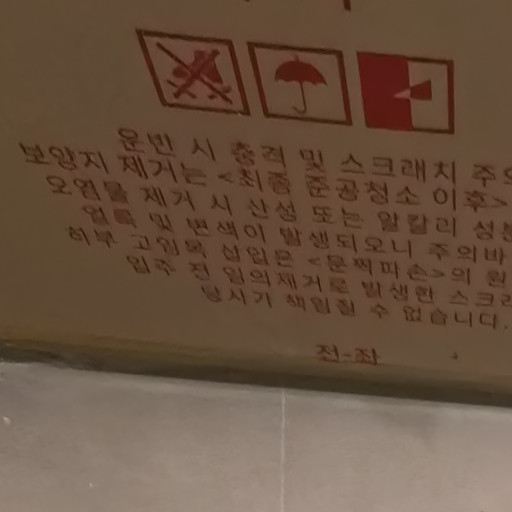 운반 시 충격 및 스크래치 주의
보양지 제거는 <최종 준공청소 이후>
오염물 제거 시 산성 또는 알칼리 성분
얼룩 및 변색이 발생되오니 주의바
하부 고임목 삽입은 <문짝파손>의 원
입주 전 임의제거로 발생한 스크래
당사가 책임질 수 없습니다.
전-좌